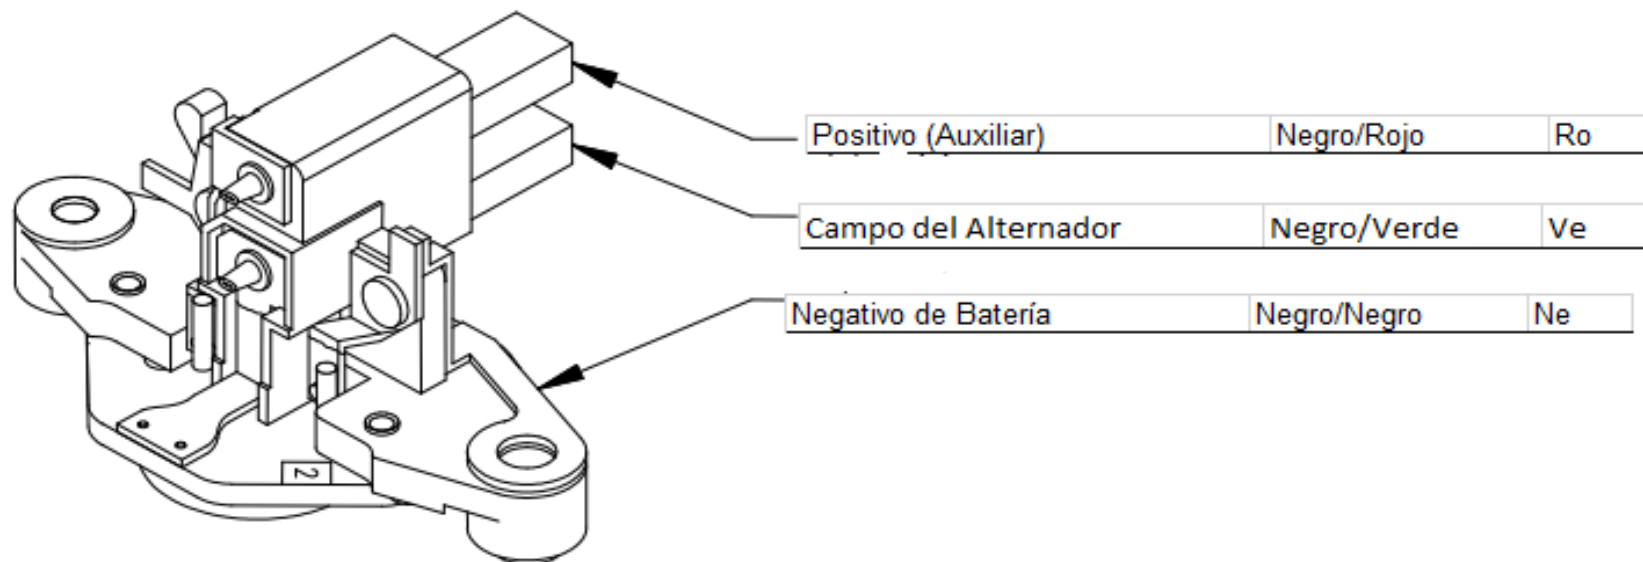 Positivo (Auxiliar) Negro/Rojo Ro
Campo del Alternador Negro/Verde Ve
Negativo de Batería Negro/Negro Ne
2